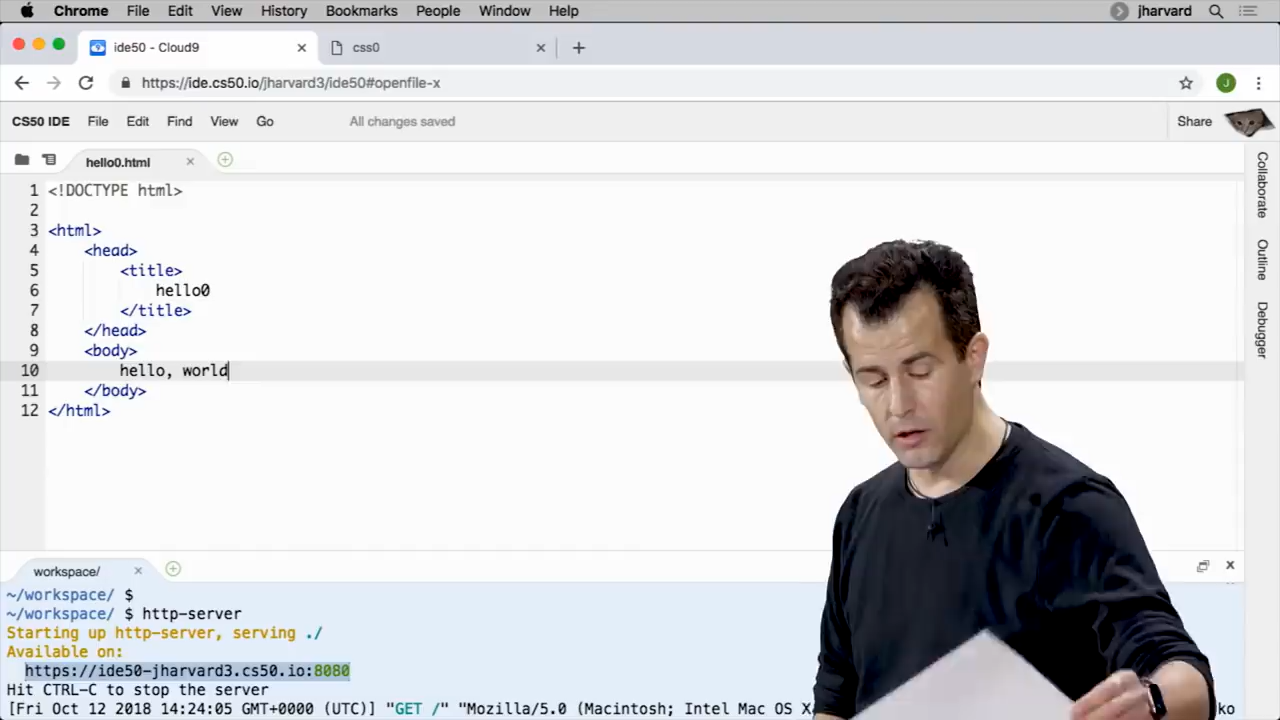 Chrome File Edit View History Bookmarks People Window Help jharvard
ide50 - Cloud9 css0
https://ide.cs50.io/jharvard3/ide50#openfile-x J
CS50 IDE File Edit Find View Go All changes saved Share
hello0.html
1 <!DOCTYPE html>
2
3 <html>
4 <head>
5 <title>
6 hello0
7 </title>
8 </head>
9 <body>
10 hello, world
11 </body>
12 </html>
Collaborate
Outline
Debugger
workspace/
~/workspace/ $
~/workspace/ $ http-server
Starting up http-server, serving ./
Available on:
https://ide50-jharvard3.cs50.io:8080
Hit CTRL-C to stop the server
[Fri Oct 12 2018 14:24:05 GMT+0000 (UTC)] "GET /" "Mozilla/5.0 (Macintosh; Intel Mac OS X ko